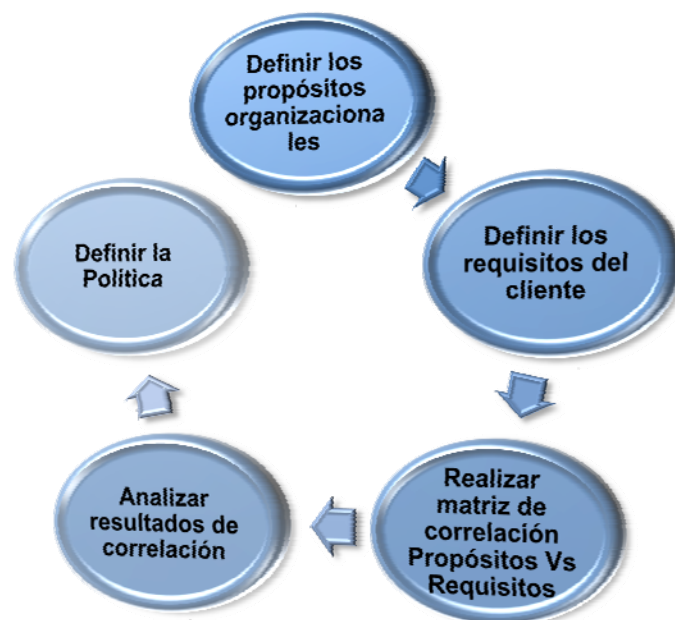 Definir los
propósitos
organizaciona
les
Definir los
requisitos del
cliente
Realizar
matriz de
correlación
Propósitos Vs
Requisitos
Analizar
resultados de
correlación
Definir la
Política